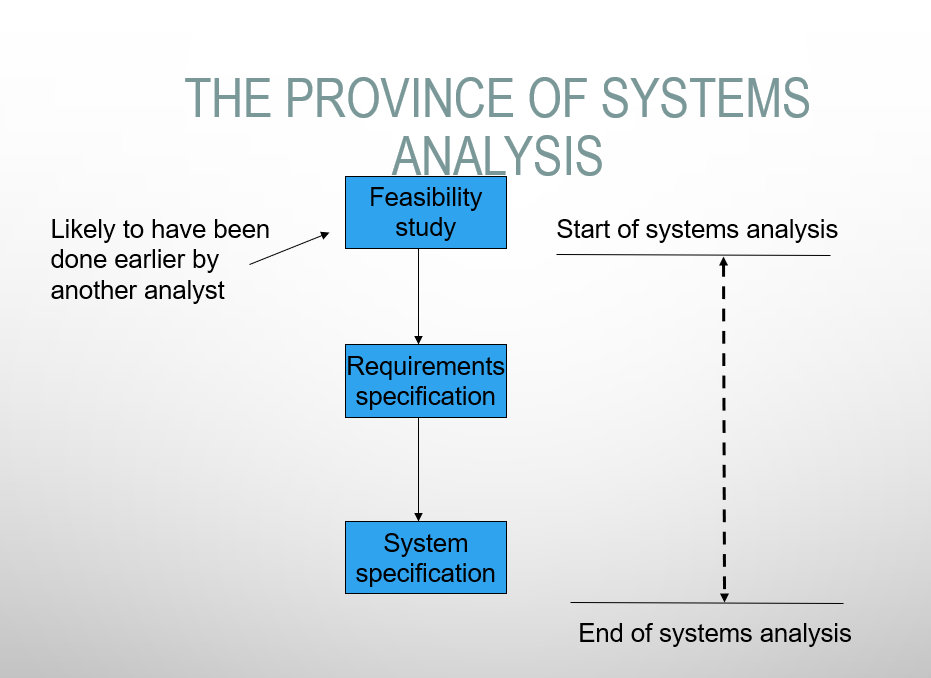 THE PROVINCE OF SYSTEMS
ANALYSIS
Feasibility
study
Likely to have been
done earlier by
another analyst
Start of systems analysis
Requirements
specification
System
specification
End of systems analysis